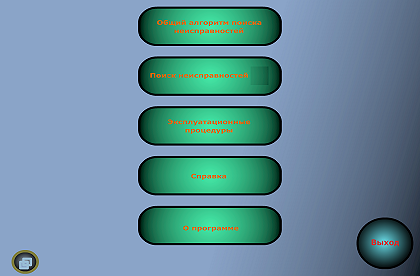 Общий алгоритм поиска
неисправностей
Поиск неисправностей
Эксплуатационные
процедуры
Справка
О программе
Выход